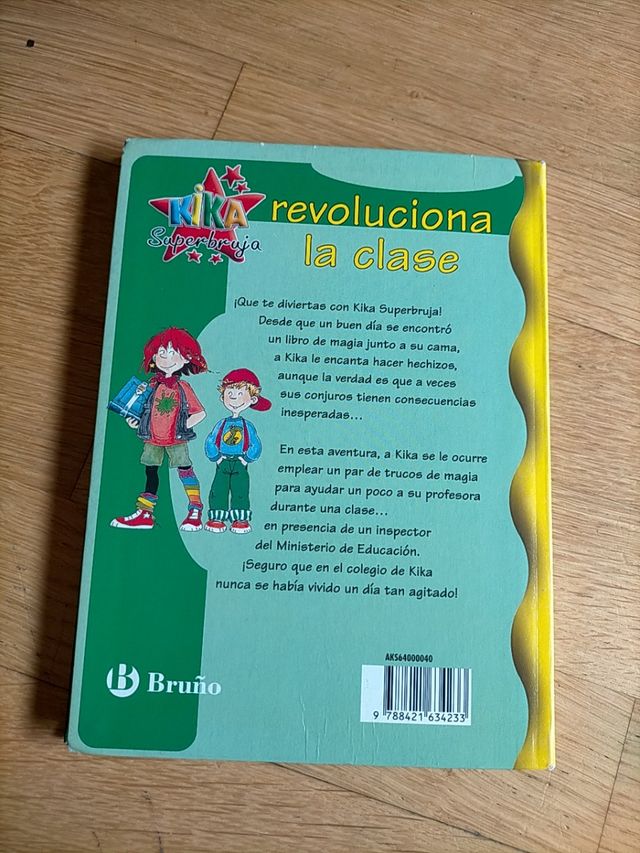 KIKA
Superbruja
revoluciona
la clase
¡Que te diviertas con Kika Superbruja!
Desde que un buen día se encontró
un libro de magia junto a su cama,
a Kika le encanta hacer hechizos,
aunque la verdad es que a veces
sus conjuros tienen consecuencias
inesperadas...
En esta aventura, a Kika se le ocurre
emplear un par de trucos de magia
para ayudar un poco a su profesora
durante una clase...
en presencia de un inspector
del Ministerio de Educación.
¡Seguro que en el colegio de Kika
nunca se había vivido un día tan agitado!
B Bruño
AKS64000040
9 788421 634233